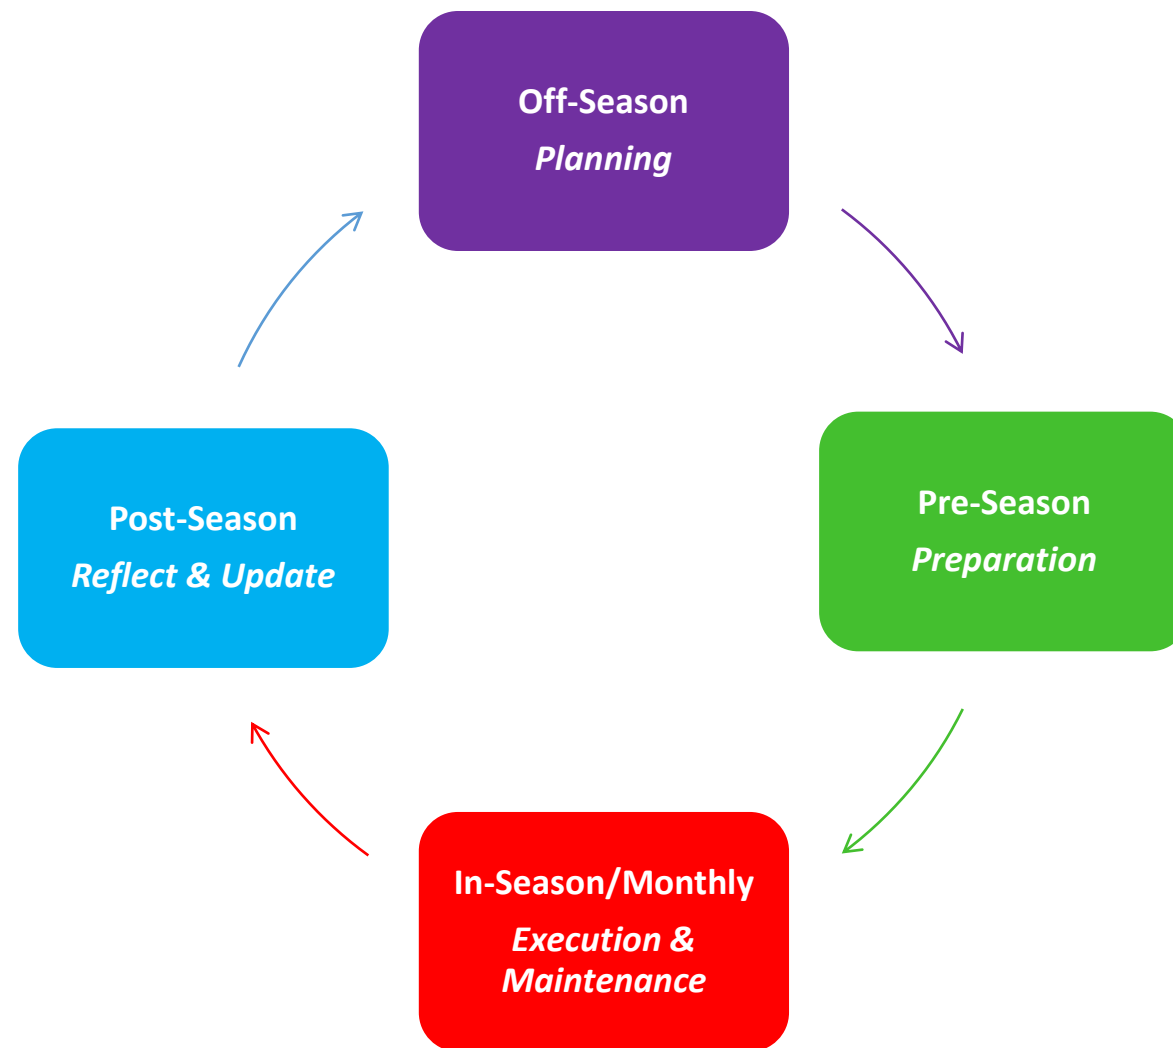 Off-Season
Planning
Pre-Season
Preparation
In-Season/Monthly
Execution &
Maintenance
Post-Season
Reflect & Update